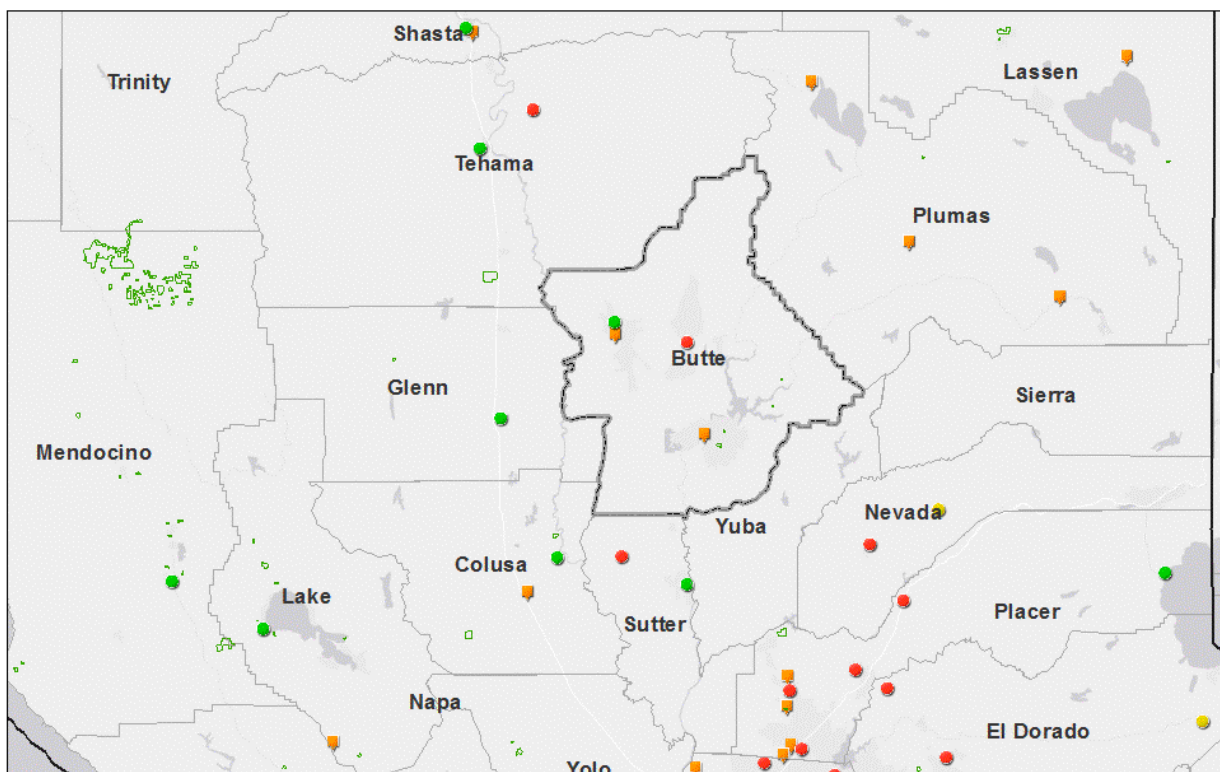 Shasta
Lassen
Trinity
Tehama
Plumas
Butte
Glenn
Sierra
Mendocino
Nevada
Yuba
Colusa
Lake
Placer
Sutter
Napa
El Dorado
Yolo